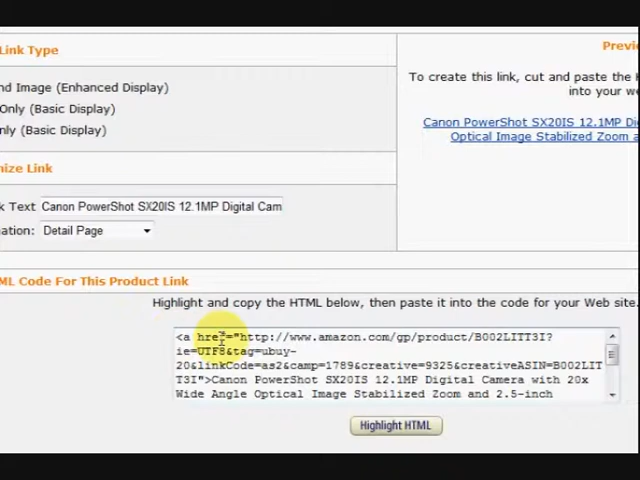 Link Type
Previe
nd Image (Enhanced Display)
Only (Basic Display)
nly (Basic Display)
To create this link, cut and paste the H
into your we
Canon PowerShot SX20IS 12.1MP Di
Optical Image Stabilized Zoom a
mize Link
k Text Canon PowerShot SX20IS 12.1MP Digital Cam
nation: Detail Page
ML Code For This Product Link
Highlight and copy the HTML below, then paste it into the code for your Web site.
<a href="http://www.amazon.com/gp/product/B002LITT3I?
ie=UTF8&tag=ubuy-
20&linkCode=as2&camp=1789&creative=9325&creativeASIN=B002LIT
T3I">Canon PowerShot SX20IS 12.1MP Digital Camera with 20x
Wide Angle Optical Image Stabilized Zoom and 2.5-inch
Highlight HTML